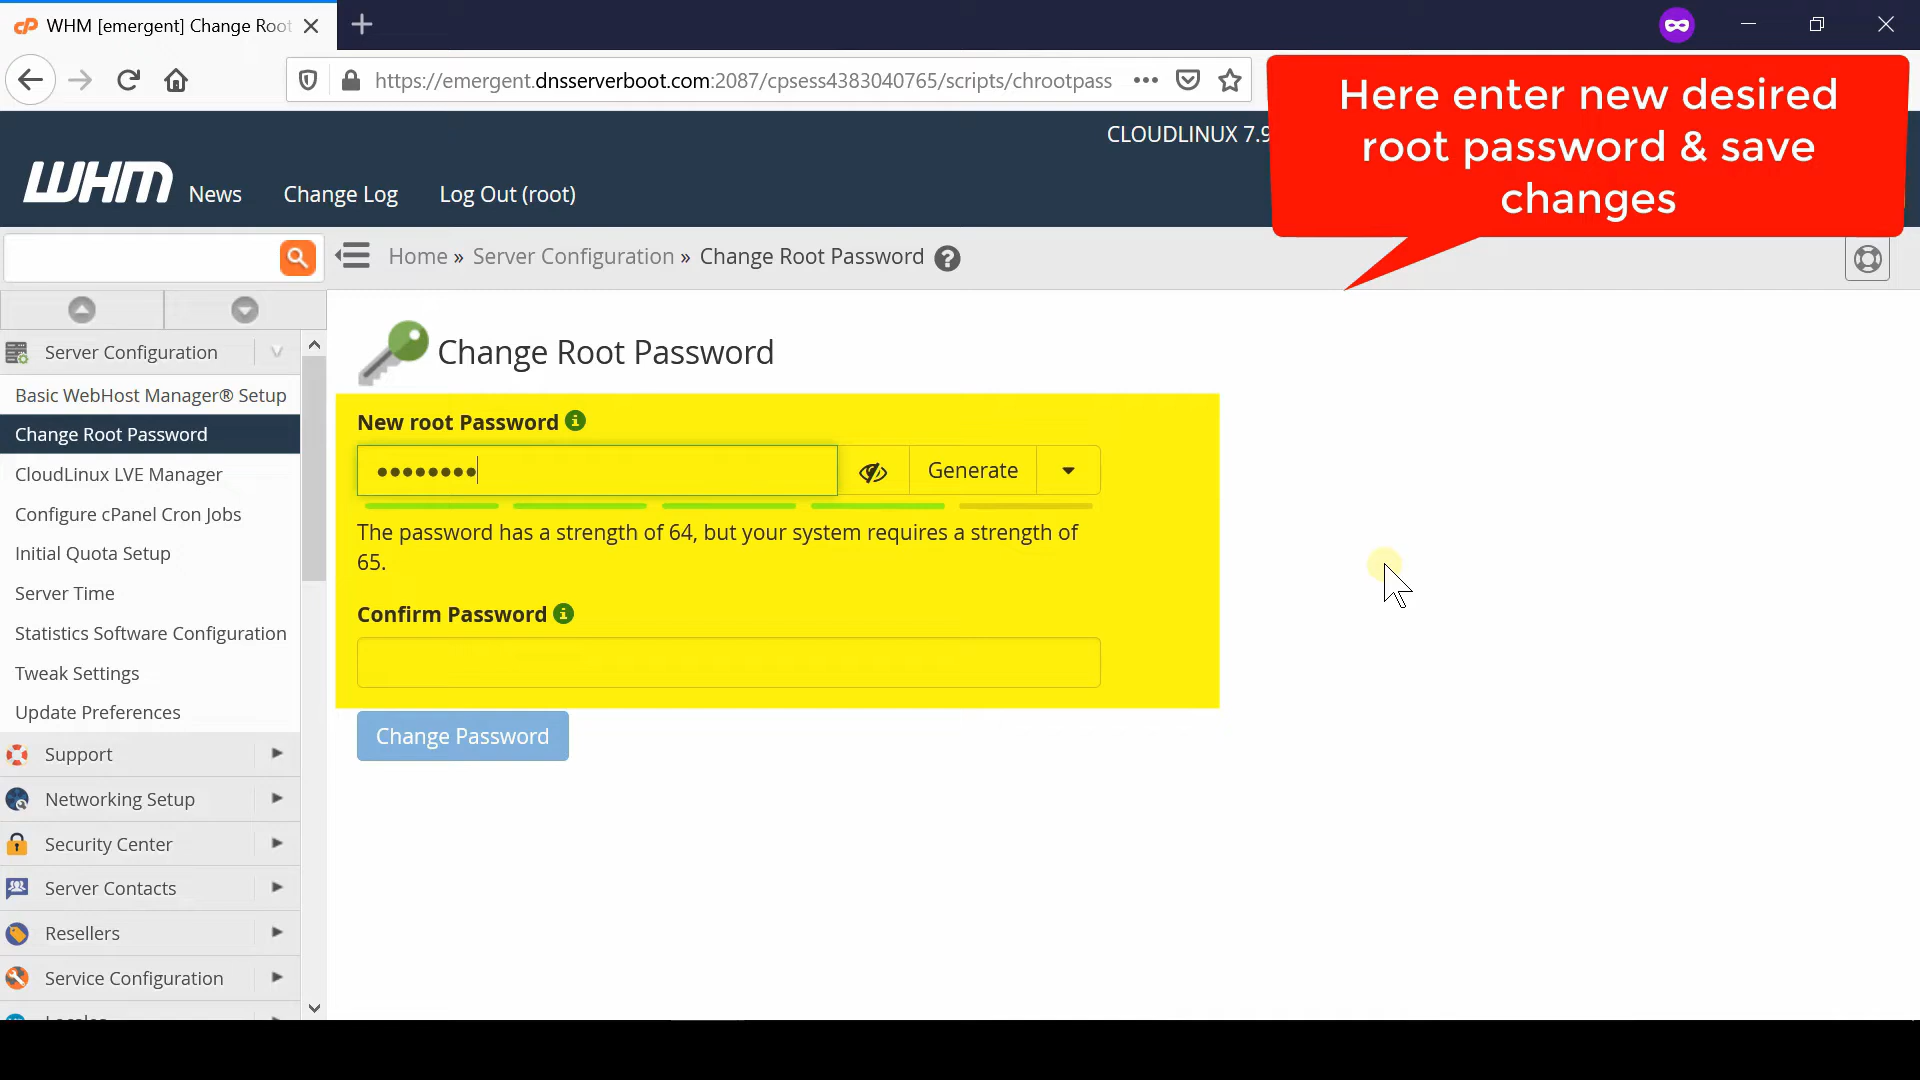 WHM [emergent] Change Root
https://emergent.dnsserverboot.com:2087/cpsess4383040765/scripts/chrootpass
Here enter new desired
root password & save
changes
CLOUDLINUX 7.9
WHM
News
Change Log
Log Out (root)
Home » Server Configuration » Change Root Password
Server Configuration
Basic WebHost Manager® Setup
Change Root Password
CloudLinux LVE Manager
Configure cPanel Cron Jobs
Initial Quota Setup
Server Time
Statistics Software Configuration
Tweak Settings
Update Preferences
Support
Networking Setup
Security Center
Server Contacts
Resellers
Service Configuration
Change Root Password
New root Password
Generate
The password has a strength of 64, but your system requires a strength of
65.
Confirm Password
Change Password